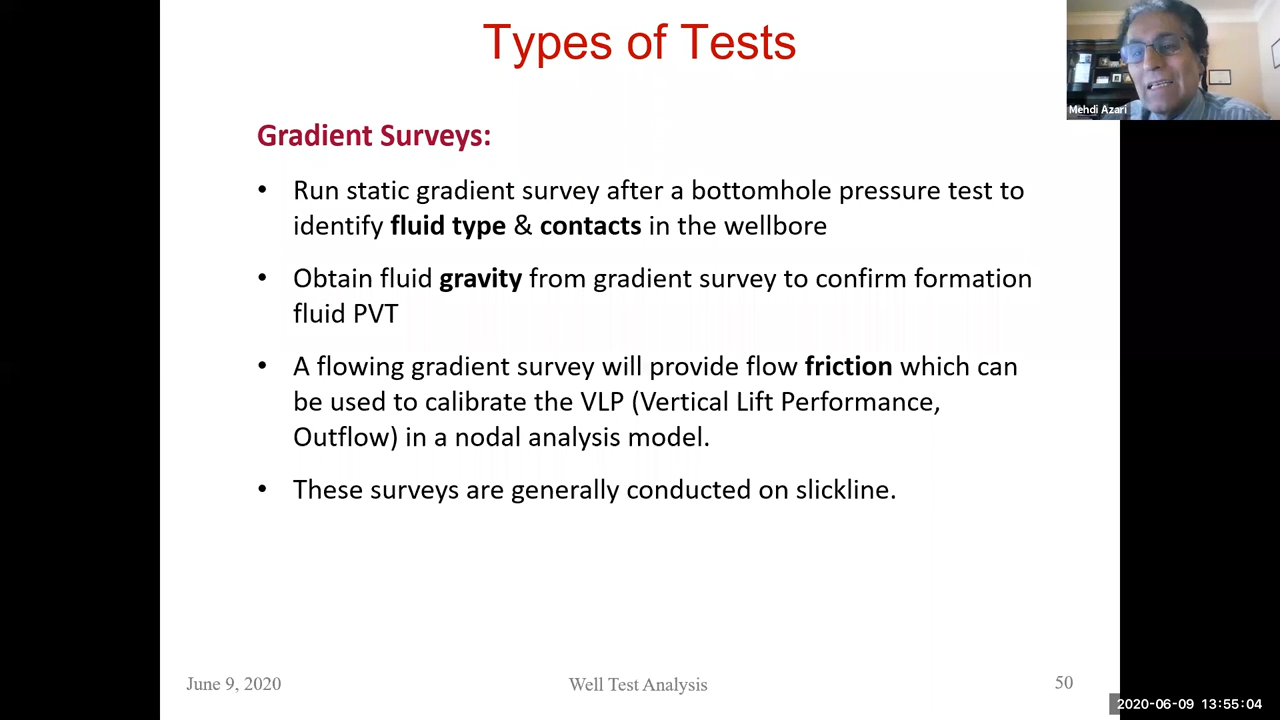 Types of Tests
Mehdi Azari
Gradient Surveys:
• Run static gradient survey after a bottomhole pressure test to
identify fluid type & contacts in the wellbore
• Obtain fluid gravity from gradient survey to confirm formation
fluid PVT
• A flowing gradient survey will provide flow friction which can
be used to calibrate the VLP (Vertical Lift Performance,
Outflow) in a nodal analysis model.
• These surveys are generally conducted on slickline.
June 9, 2020
Well Test Analysis
50
2020-06-09 13:55:04